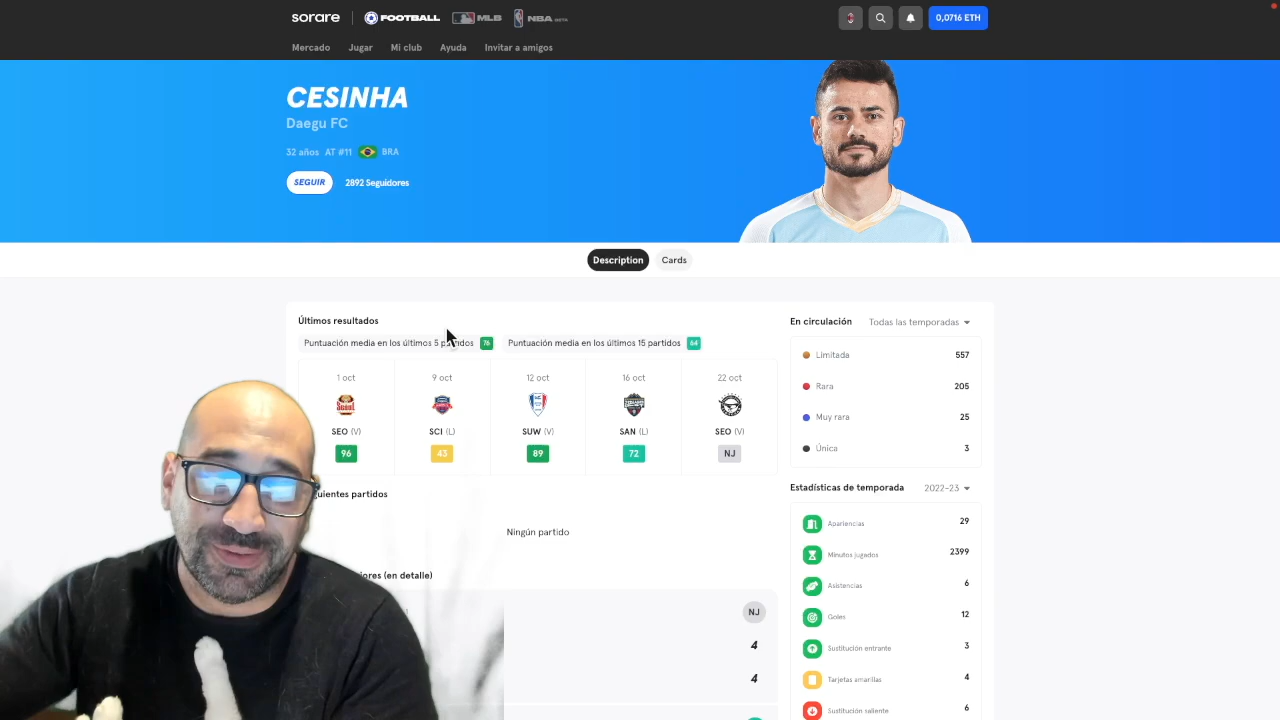 sorare FOOTBALL MLB NBA BETA 0,0716 ETH
Mercado Jugar Mi club Ayuda Invitar a amigos
CESINHA
Daegu FC
32 años AT #11 BRA
SEGUIR 2892 Seguidores
Description Cards
Últimos resultados
Puntuación media en los últimos 5 76 Puntuación media en los últimos 15 partidos 64
1 oct 9 oct 12 oct 16 oct 22 oct
SEO (V) SCI (L) SUW (V) SAN (L) SEO (V)
96 43 89 72 NJ
partidos
Ningún partido
(en detalle)
NJ
4
4
En circulación Todas las temporadas
Limitada 557
Rara 205
Muy rara 25
Única 3
Estadísticas de temporada 2022-23
Apariencias 29
Minutos jugados 2399
Asistencias 6
Goles 12
Sustitución entrante 3
Tarjetas amarillas 4
Sustitución saliente 6